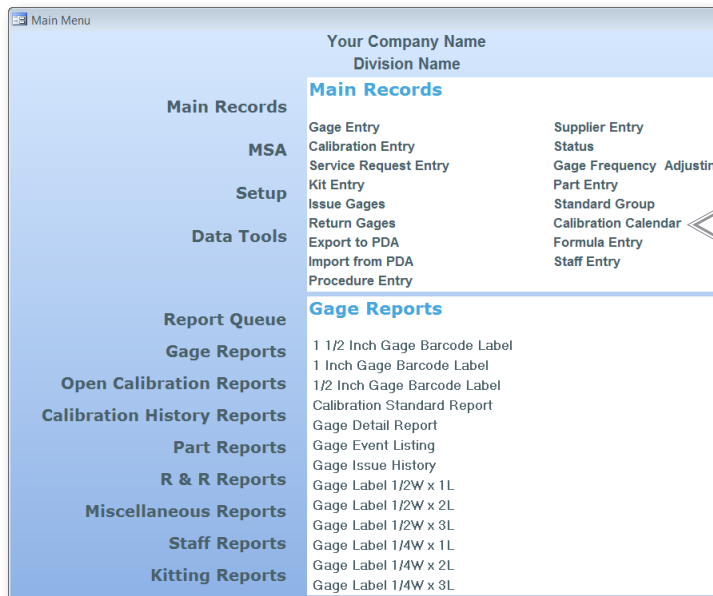 Main Menu
Your Company Name
Division Name
Main Records
MSA
Setup
Data Tools
Main Records
Gage Entry
Calibration Entry
Service Request Entry
Kit Entry
Issue Gages
Return Gages
Export to PDA
Import from PDA
Procedure Entry
Supplier Entry
Status
Gage Frequency Adjustin
Part Entry
Standard Group
Calibration Calendar
Formula Entry
Staff Entry
Report Queue
Gage Reports
Open Calibration Reports
Calibration History Reports
Part Reports
R & R Reports
Miscellaneous Reports
Staff Reports
Kitting Reports
Gage Reports
1 1/2 Inch Gage Barcode Label
1 Inch Gage Barcode Label
1/2 Inch Gage Barcode Label
Calibration Standard Report
Gage Detail Report
Gage Event Listing
Gage Issue History
Gage Label 1/2W x 1L
Gage Label 1/2W x 2L
Gage Label 1/2W x 3L
Gage Label 1/4W x 1L
Gage Label 1/4W x 2L
Gage Label 1/4W x 3L